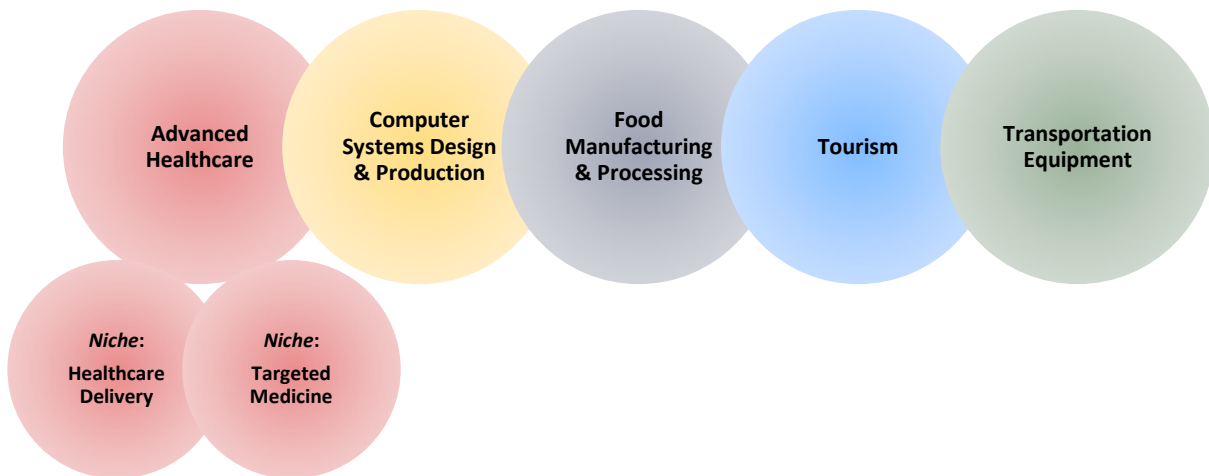 Advanced
Healthcare
Computer
Systems Design
& Production
Food
Manufacturing
& Processing
Tourism
Transportation
Equipment
Niche:
Healthcare
Delivery
Niche:
Targeted
Medicine